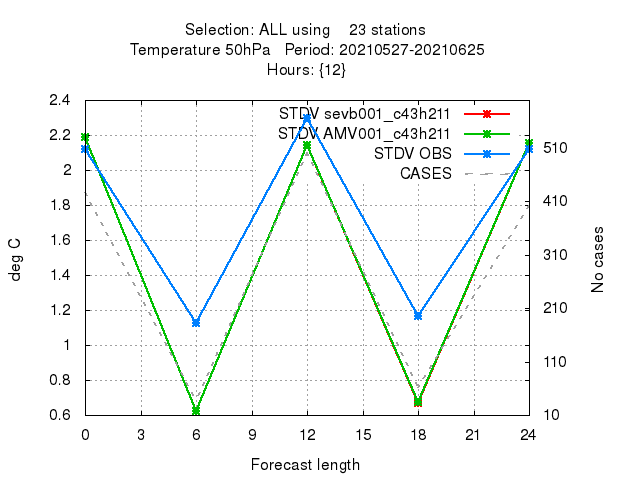 Selection: ALL using    23 stations
Temperature 50hPa   Period: 20210527-20210625
Hours: {12}
STDV sevb001_c43h211
STDV AMV001_c43h211
STDV OBS
CASES
2.4
2.2
2
1.8
1.6
1.4
1.2
1
0.8
0.6
deg C
510
410
310
210
110
10
No cases
0 3 6 9 12 15 18 21 24
Forecast length